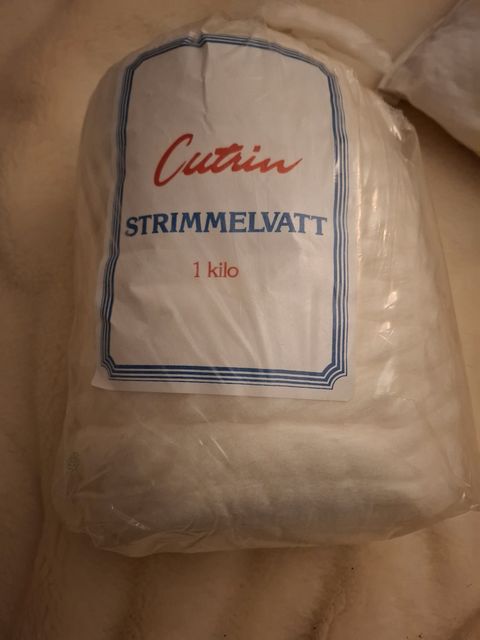 Cutrin
STRIMMELVATT
1 kilo